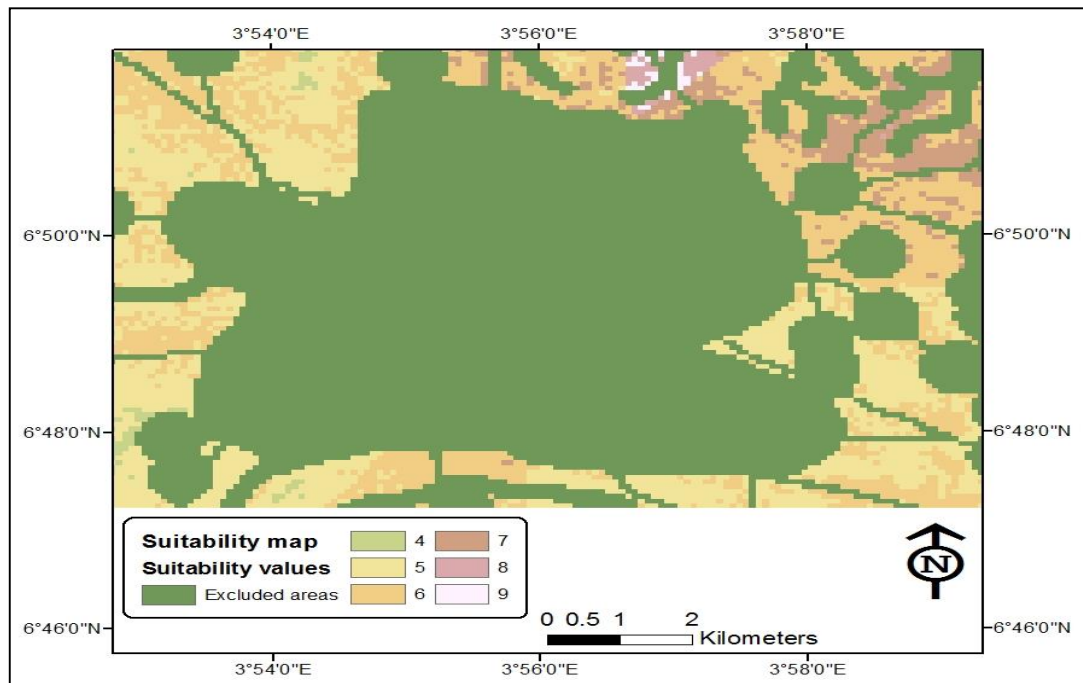 3°54'0"E 3°56'0"E 3°58'0"E
6°50'0"N 6°50'0"N
6°48'0"N 6°48'0"N
Suitability map 4 7
Suitability values 5 8
Excluded areas 6 9
N
0 0.5 1 2
Kilometers
6°46'0"N 6°46'0"N
3°54'0"E 3°56'0"E 3°58'0"E